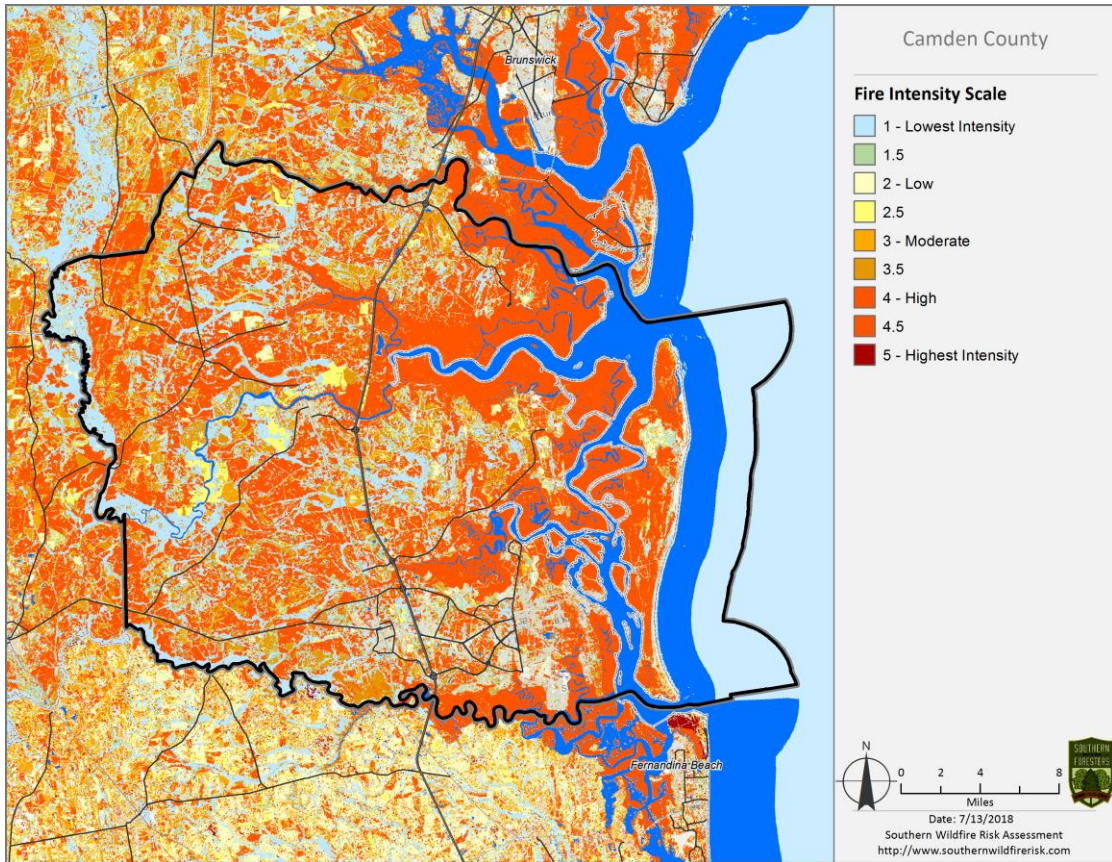 Camden County
Fire Intensity Scale
1 - Lowest Intensity
1.5
2 - Low
2.5
3 - Moderate
3.5
4 - High
4.5
5 - Highest Intensity
Brunswick
Fernandina Beach
N
0 2 4 8
Miles
Date: 7/13/2018
Southern Wildfire Risk Assessment
http://www.southernwildfirerisk.com
SOUTHERN
FORESTERS